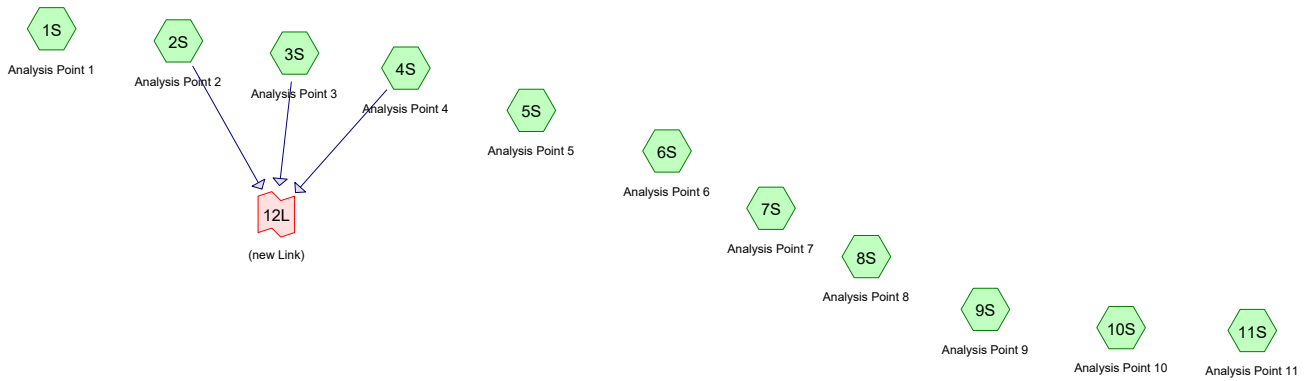 1S
Analysis Point 1
2S
Analysis Point 2
3S
Analysis Point 3
4S
Analysis Point 4
5S
Analysis Point 5
6S
Analysis Point 6
7S
Analysis Point 7
12L
(new Link)
8S
Analysis Point 8
9S
Analysis Point 9
10S
Analysis Point 10
11S
Analysis Point 11